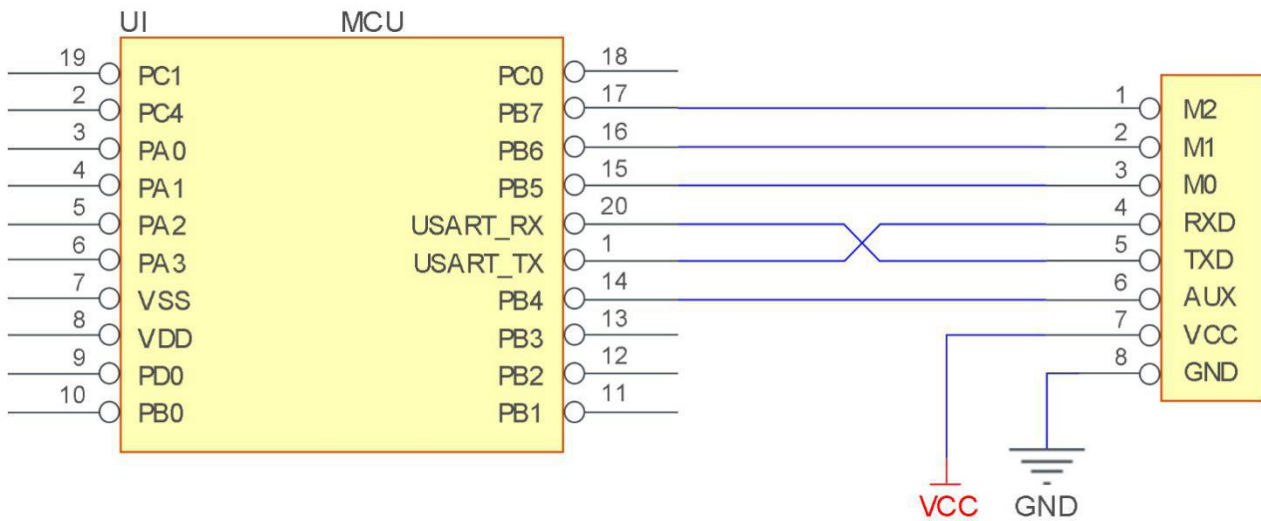 UI MCU
19 PC1 PC0 18
2 PC4 PB7 17 1 M2
3 PA0 PB6 16 2 M1
4 PA1 PB5 15 3 M0
5 PA2 USART_RX 20 4 RXD
6 PA3 USART_TX 1 5 TXD
7 VSS PB4 14 6 AUX
8 VDD PB3 13 7 VCC
9 PD0 PB2 12 8 GND
10 PB0 PB1 11
VCC GND